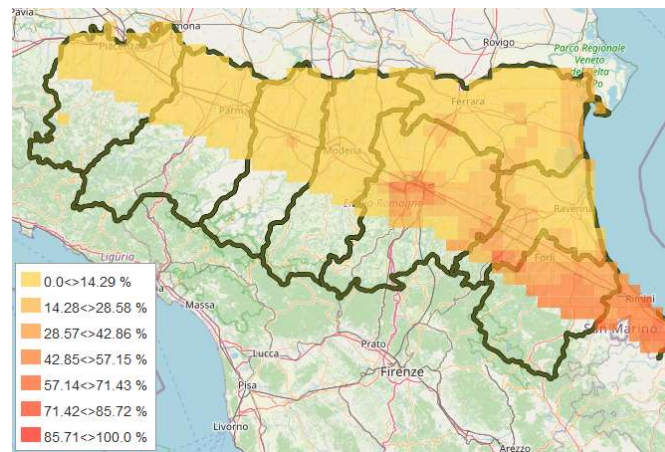 Pavia
Rovigo
Parco Regionale
Veneto
del Delta
del Po
Piacenza
Ferrara
Parma
Modena
Emilia-Romagna
Ravenna
Forlì
Liguria
Rimini
San Marino
Massa
Lucca
Prato
Firenze
Pisa
Livorno
Arezzo
0.0<>14.29 %
14.28<>28.58 %
28.57<>42.86 %
42.85<>57.15 %
57.14<>71.43 %
71.42<>85.72 %
85.71<>100.0 %